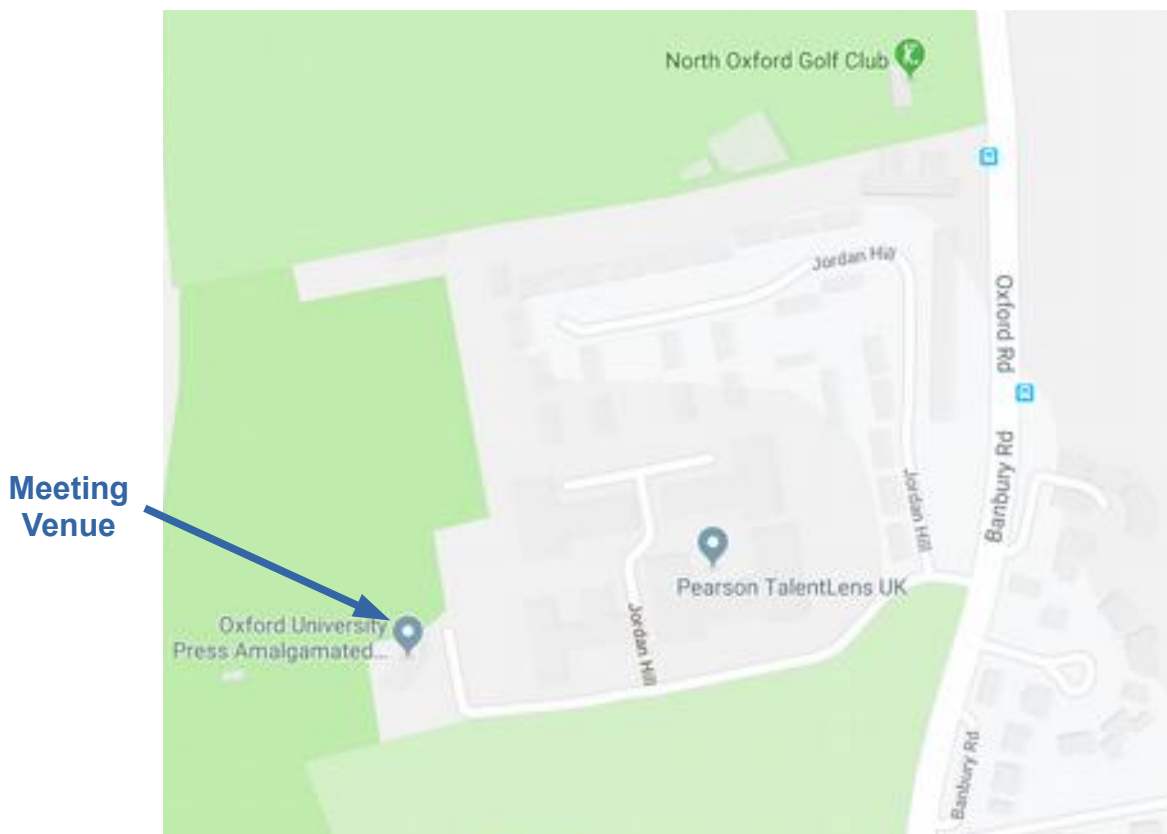 North Oxford Golf Club
Jordan Hill
Oxford Rd
Banbury Rd
Jordan Hill
Meeting
Venue
Pearson TalentLens UK
Oxford University
Press Amalgamated...
Jordan Hill
Banbury Rd